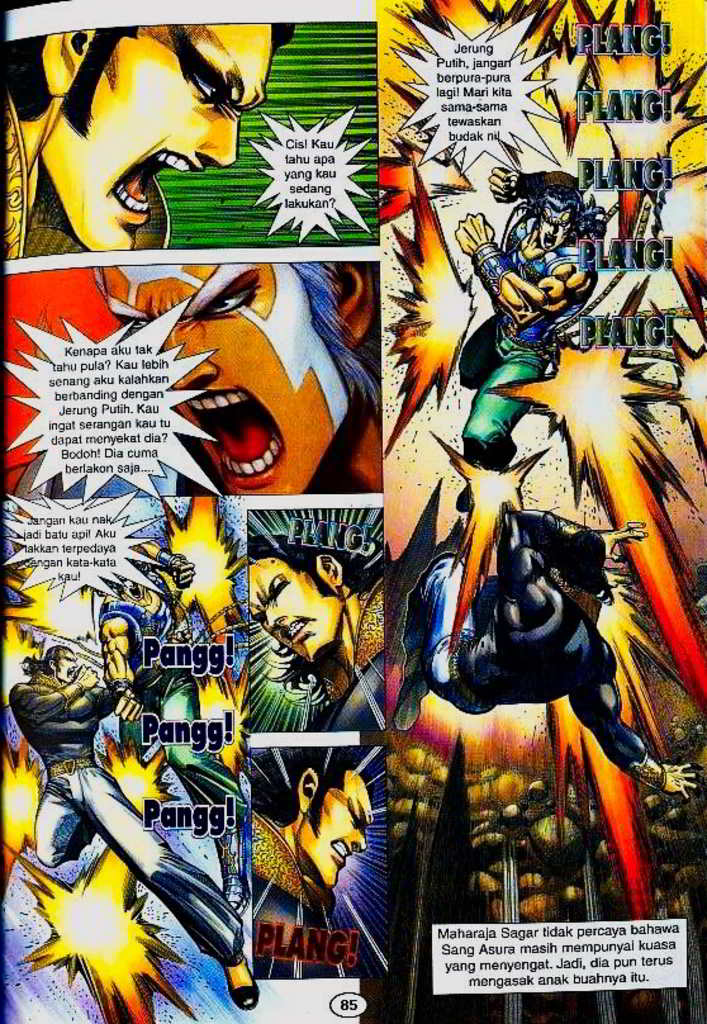 Cis! Kau
tahu apa
yang kau
sedang
lakukan?
Kenapa aku tak
tahu pula? Kau lebih
senang aku kalahkan
berbanding dengan
Jerung Putih. Kau
ingat serangan kau tu
dapat menyekat dia?
Bodoh! Dia cuma
berlakon saja....
Jangan kau nak
jadi batu api! Aku
takkan terpedaya
dengan kata-kata
kau!
Pangg!
Pangg!
Pangg!
PLANG!
PLANG!
Jerung
Putih, jangan
berpura-pura
lagi! Mari kita
sama-sama
tewaskan
budak ni!
PLANG!
PLANG!
PLANG!
PLANG!
PLANG!
Maharaja Sagar tidak percaya bahawa
Sang Asura masih mempunyai kuasa
yang menyengat. Jadi, dia pun terus
mengasak anak buahnya itu.
85